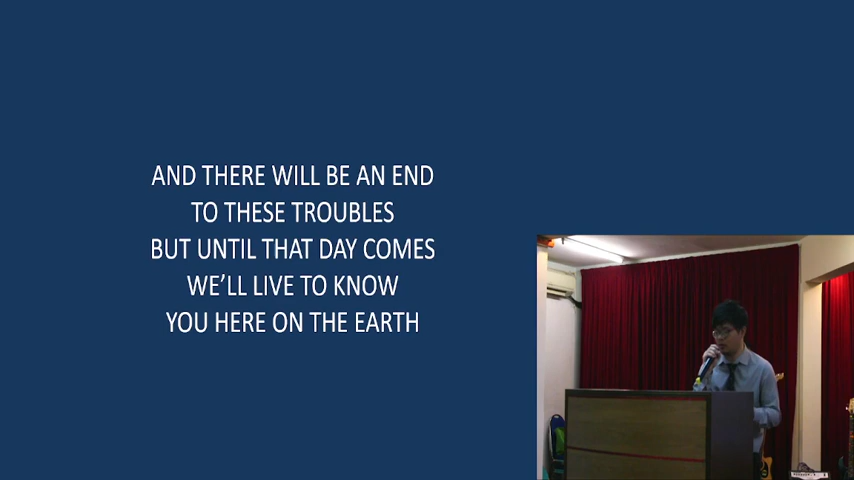 AND THERE WILL BE AN END
TO THESE TROUBLES
BUT UNTIL THAT DAY COMES
WE'LL LIVE TO KNOW
YOU HERE ON THE EARTH